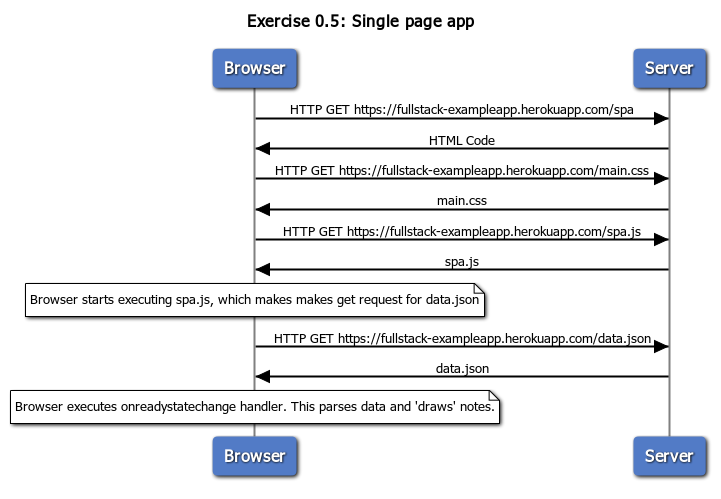 Exercise 0.5: Single page app
Browser
Server
HTTP GET https://fullstack-exampleapp.herokuapp.com/spa
HTML Code
HTTP GET https://fullstack-exampleapp.herokuapp.com/main.css
main.css
HTTP GET https://fullstack-exampleapp.herokuapp.com/spa.js
spa.js
Browser starts executing spa.js, which makes makes get request for data.json
HTTP GET https://fullstack-exampleapp.herokuapp.com/data.json
data.json
Browser executes onreadystatechange handler. This parses data and 'draws' notes.
Browser
Server